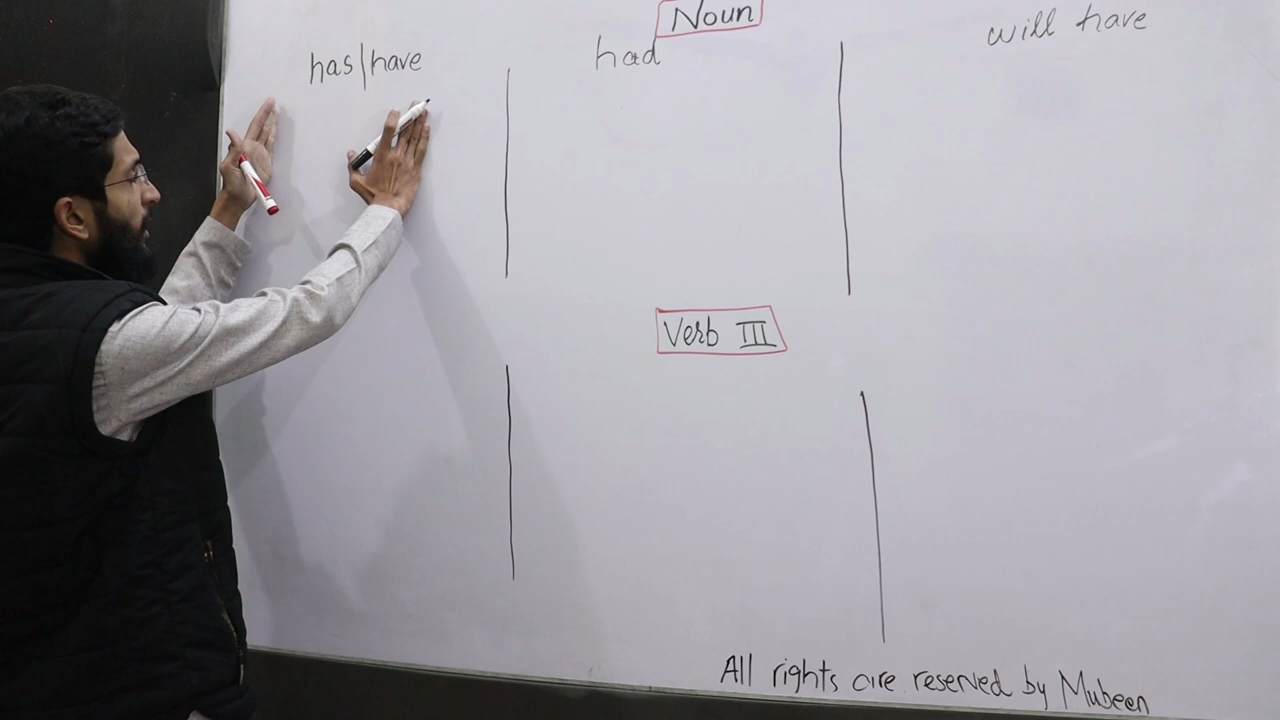 Noun
has|have
had
will have
Verb III
All rights are reserved by Mubeen